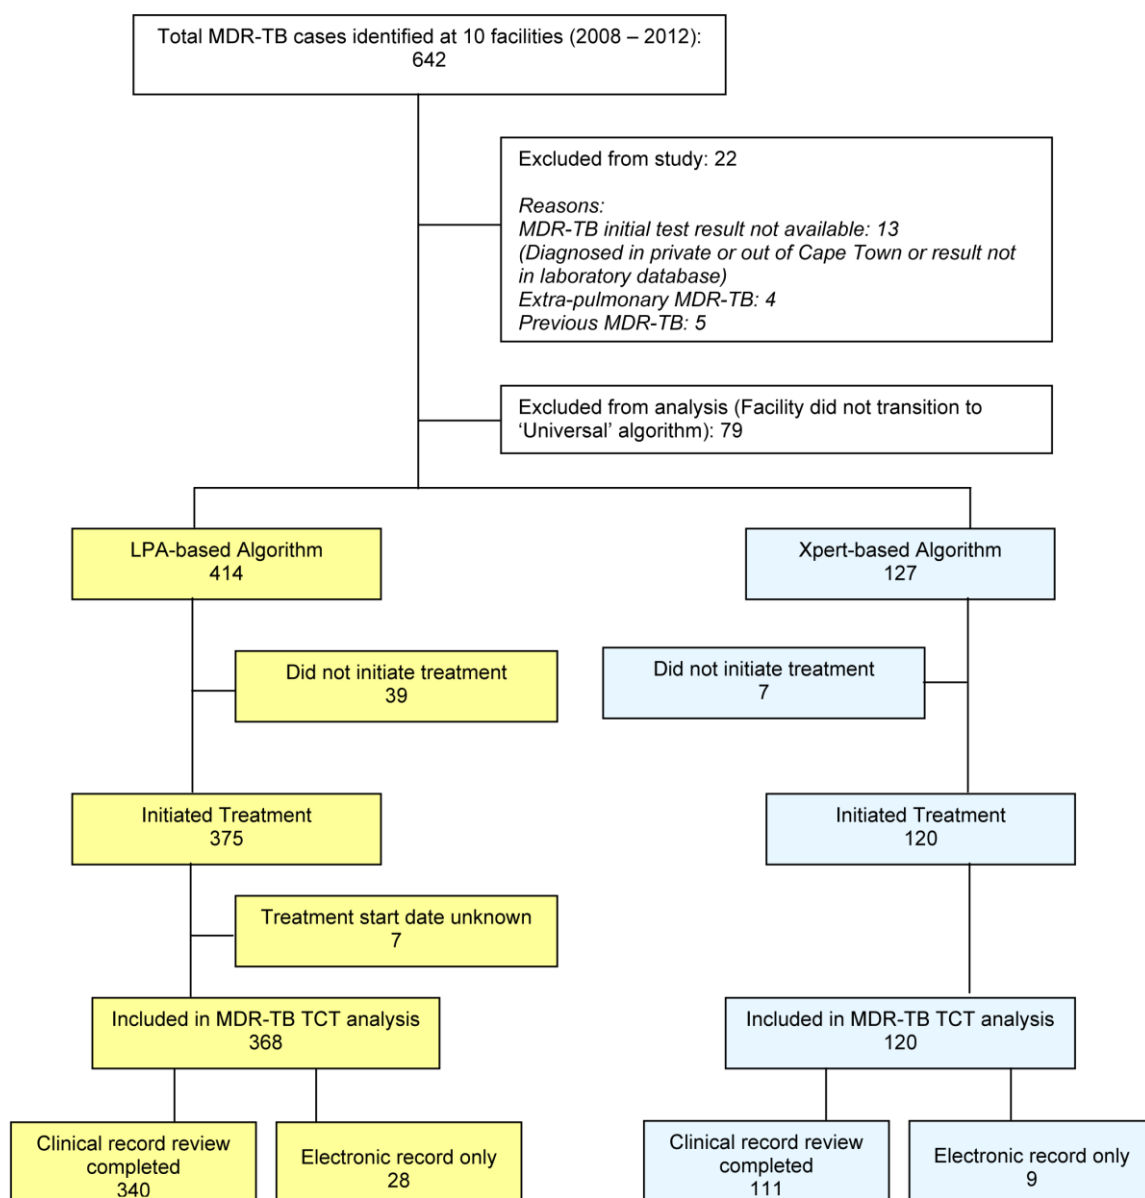 Total MDR-TB cases identified at 10 facilities (2008 – 2012):
642
Excluded from study: 22
Reasons:
MDR-TB initial test result not available: 13
(Diagnosed in private or out of Cape Town or result not
in laboratory database)
Extra-pulmonary MDR-TB: 4
Previous MDR-TB: 5
Excluded from analysis (Facility did not transition to
‘Universal’ algorithm): 79
LPA-based Algorithm
414
Xpert-based Algorithm
127
Did not initiate treatment
39
Did not initiate treatment
7
Initiated Treatment
375
Initiated Treatment
120
Treatment start date unknown
7
Included in MDR-TB TCT analysis
368
Included in MDR-TB TCT analysis
120
Clinical record review
completed
340
Electronic record only
28
Clinical record review
completed
111
Electronic record only
9